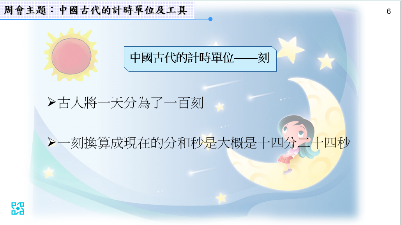 周會主題：中國古代的計時單位及工具
6
中國古代的計時單位——刻
➢古人將一天分為了一百刻
➢一刻換算成現在的分和秒是大概是十四分二十四秒